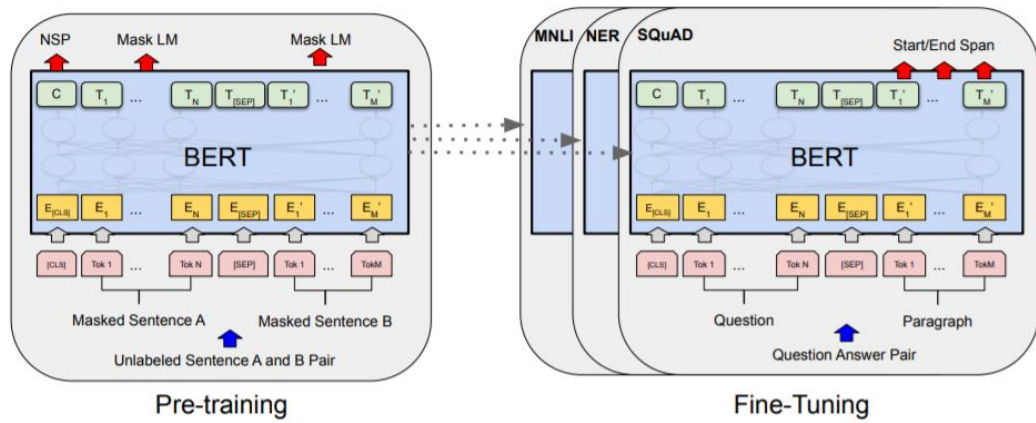 NSP Mask LM Mask LM
C T1 ... TN T[SEP] T1' ... TM'
BERT
E[CLS] E1 ... EN E[SEP] E1' ... EM'
[CLS] Tok 1 ... Tok N [SEP] Tok 1 ... TokM
Masked Sentence A Masked Sentence B
Unlabeled Sentence A and B Pair
Pre-training
MNLI NER SQuAD
Start/End Span
C T1 ... TN T[SEP] T1' ... TM'
BERT
E[CLS] E1 ... EN E[SEP] E1' ... EM'
[CLS] Tok 1 ... Tok N [SEP] Tok 1 ... TokM
Question Paragraph
Question Answer Pair
Fine-Tuning